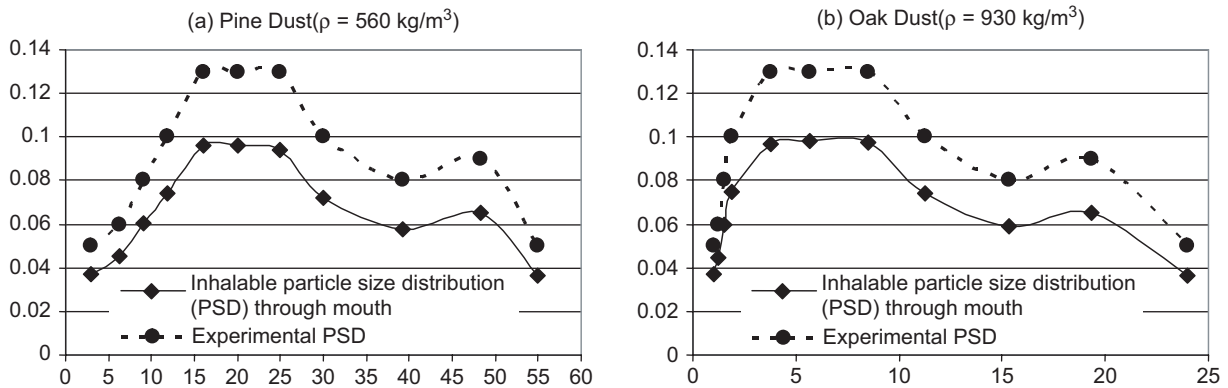 (a) Pine Dust(ρ = 560 kg/m³)
0.14
0.12
0.1
0.08
0.06
0.04
0.02
0
0 5 10 15 20 25 30 35 40 45 50 55 60
Inhalable particle size distribution
(PSD) through mouth
Experimental PSD
(b) Oak Dust(ρ = 930 kg/m³)
0.14
0.12
0.1
0.08
0.06
0.04
0.02
0
0 5 10 15 20 25
Inhalable particle size distribution
(PSD) through mouth
Experimental PSD